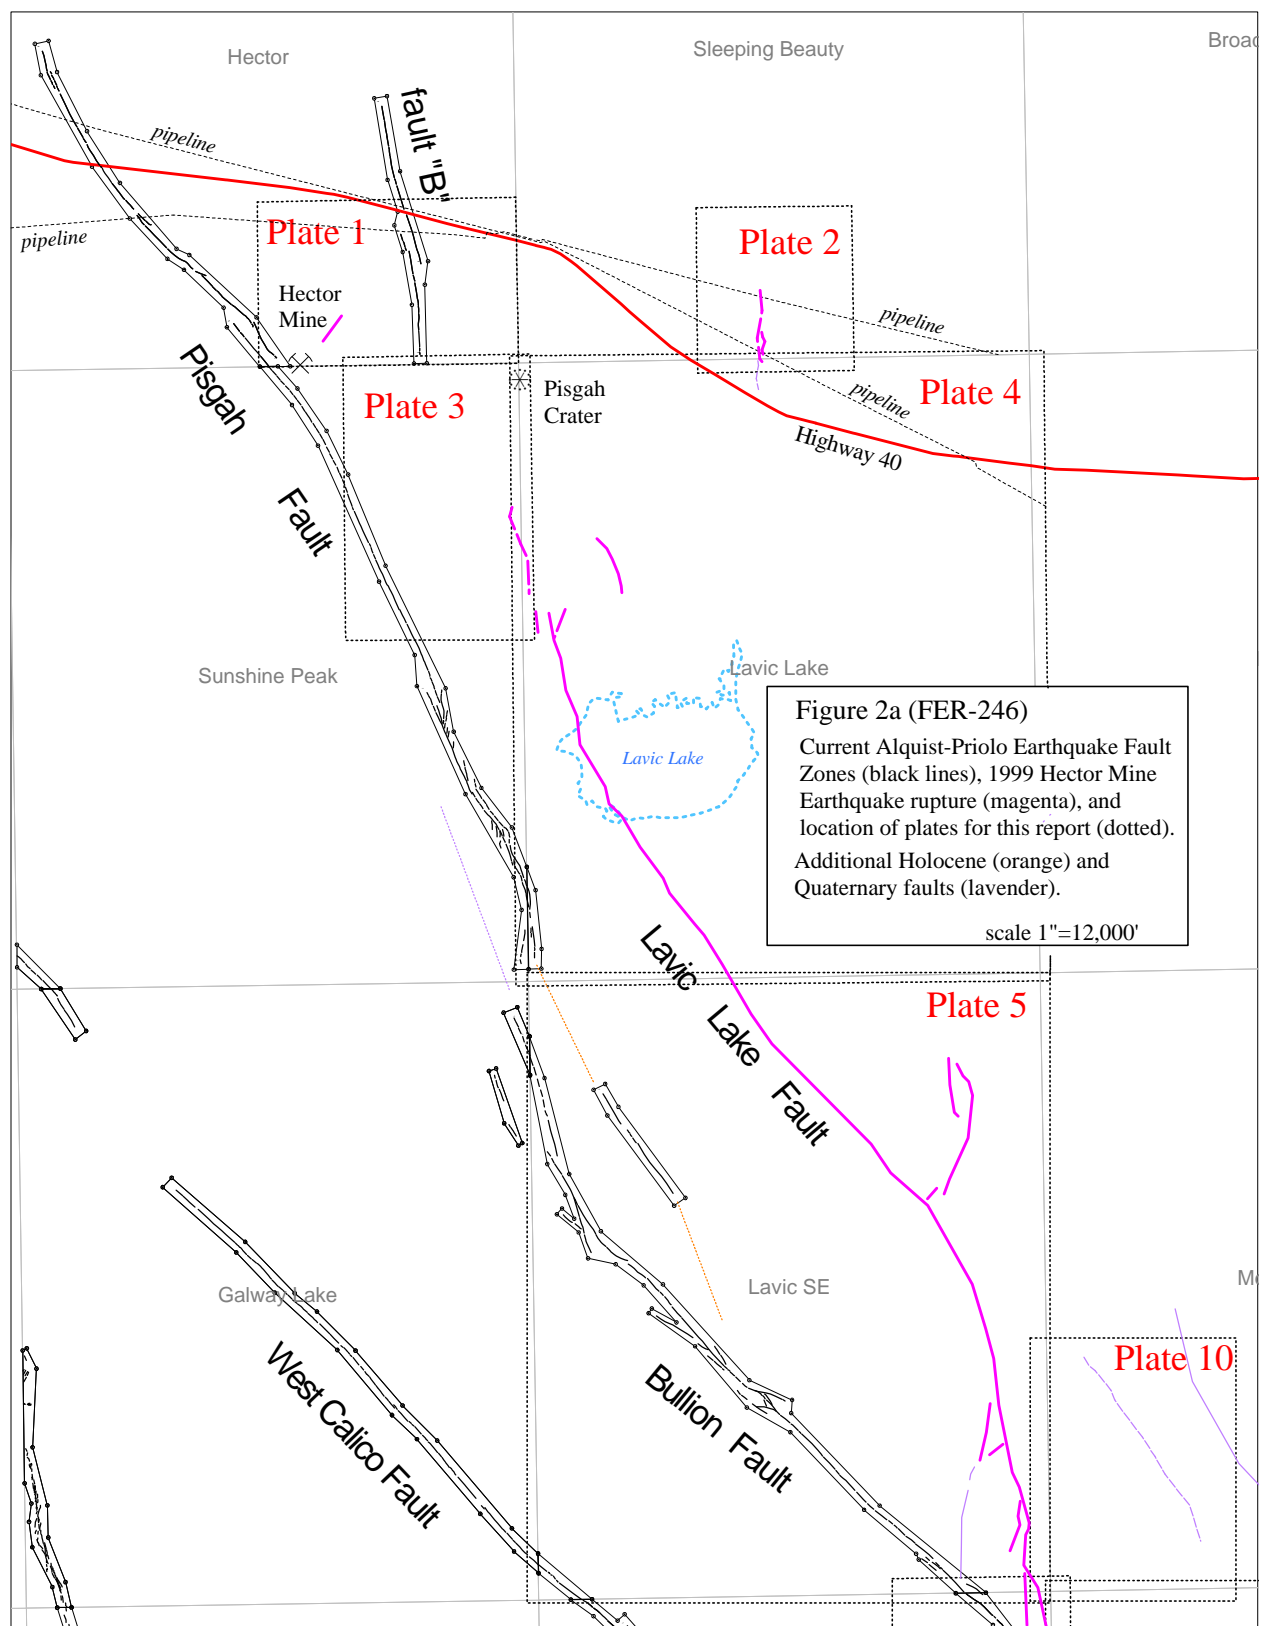 Hector
Sleeping Beauty
Broad
fault "B"
pipeline
pipeline
Plate 1
Plate 2
Hector
Mine
pipeline
Pisgah
Fault
Plate 3
Pisgah
Crater
pipeline
Plate 4
Highway 40
Sunshine Peak
Lavic Lake
Lavic Lake
Figure 2a (FER-246)
Current Alquist-Priolo Earthquake Fault
Zones (black lines), 1999 Hector Mine
Earthquake rupture (magenta), and
location of plates for this report (dotted).
Additional Holocene (orange) and
Quaternary faults (lavender).
scale 1"=12,000'
Lavic Lake Fault
Plate 5
Galway Lake
Lavic SE
Mo
West Calico Fault
Bullion Fault
Plate 10